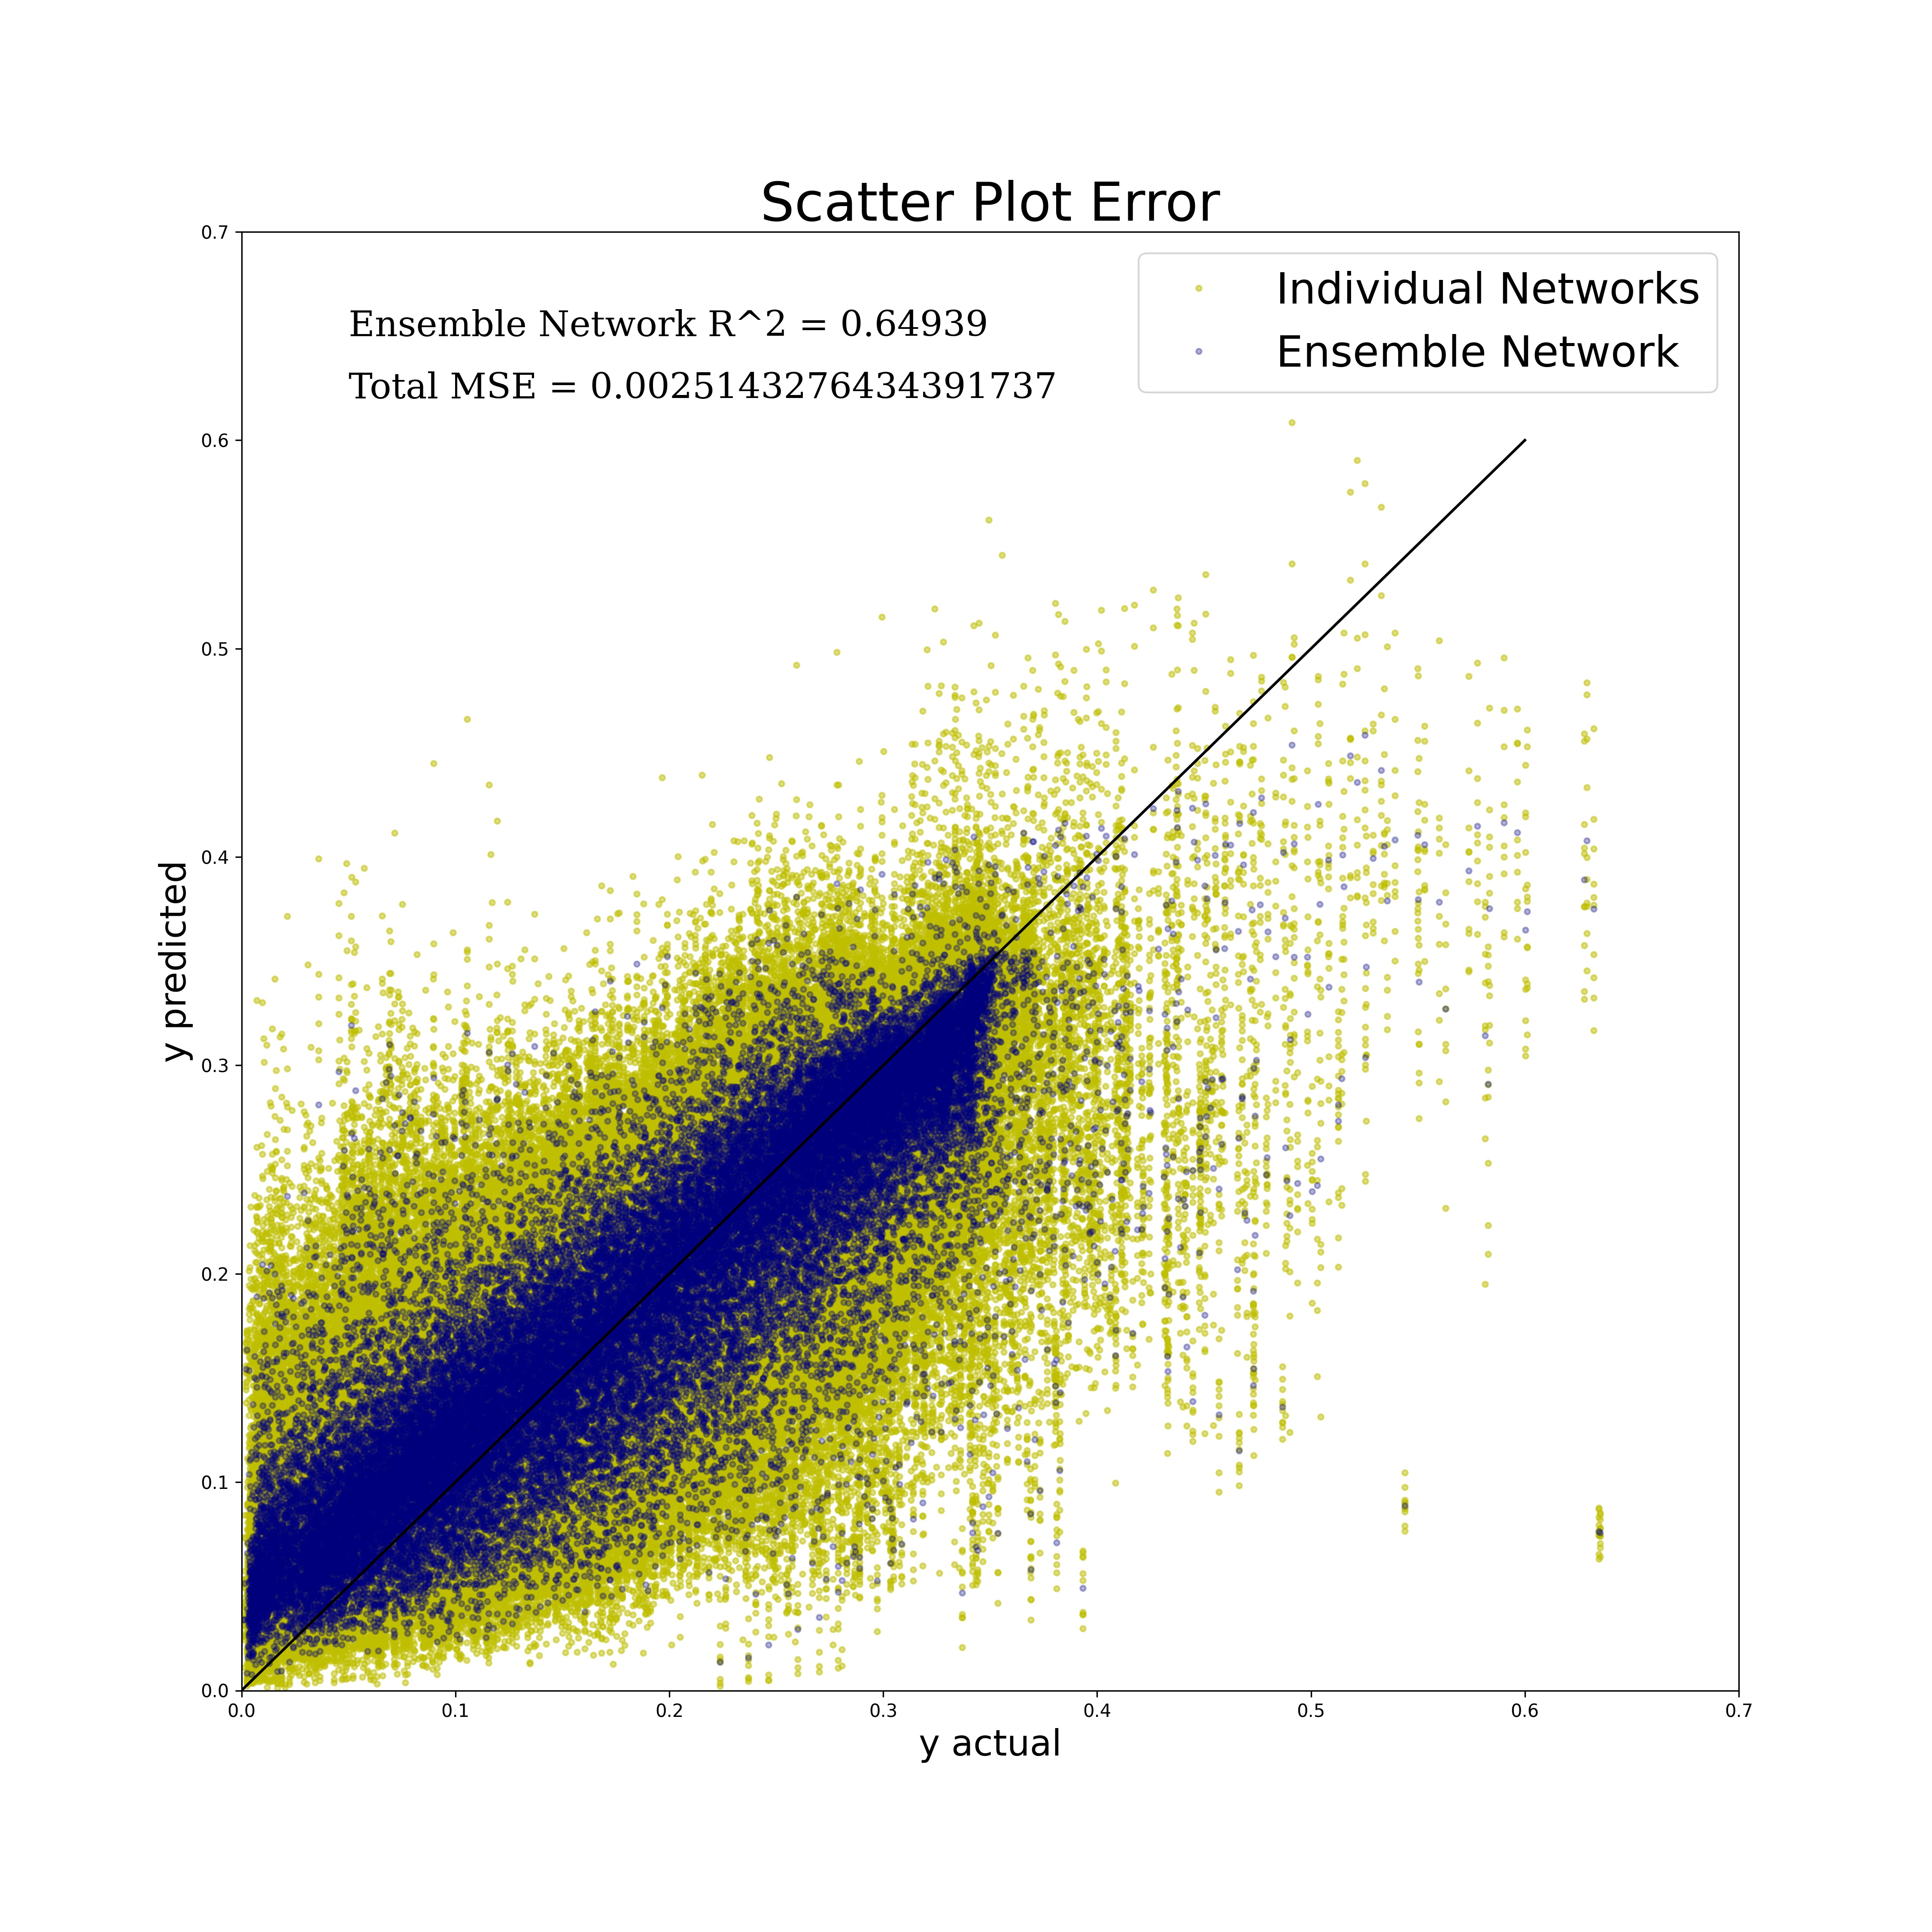 Scatter Plot Error
Ensemble Network R^2 = 0.64939
Total MSE = 0.0025143276434391737
Individual Networks
Ensemble Network
0.7
0.6
0.5
0.4
0.3
0.2
0.1
0.0
y predicted
0.0 0.1 0.2 0.3 0.4 0.5 0.6 0.7
y actual